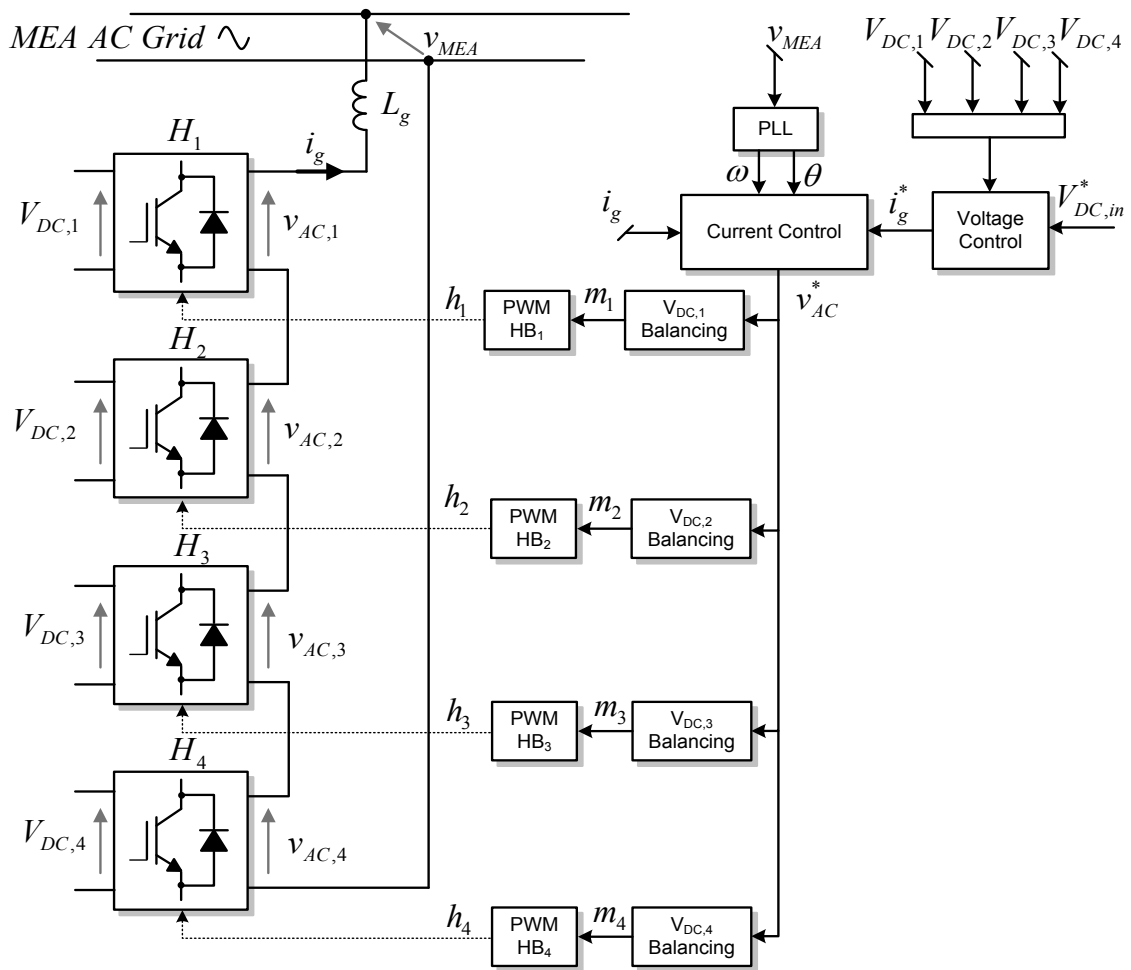 MEA AC Grid
v_MEA
L_g
H_1
i_g
V_DC,1
v_AC,1
H_2
V_DC,2
v_AC,2
H_3
V_DC,3
v_AC,3
H_4
V_DC,4
v_AC,4
v_MEA
V_DC,1 V_DC,2 V_DC,3 V_DC,4
PLL
ω θ
i_g
Current Control
i_g^*
Voltage
Control
V_DC,in^*
v_AC^*
h_1
PWM
HB_1
m_1
V_DC,1
Balancing
h_2
PWM
HB_2
m_2
V_DC,2
Balancing
h_3
PWM
HB_3
m_3
V_DC,3
Balancing
h_4
PWM
HB_4
m_4
V_DC,4
Balancing